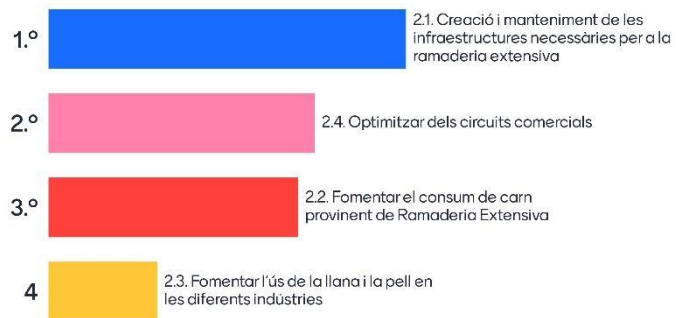 1.º
2.1. Creació i manteniment de les
infraestructures necessàries per a la
ramaderia extensiva
2.º
2.4. Optimitzar dels circuits comercials
3.º
2.2. Fomentar el consum de carn
provinent de Ramaderia Extensiva
4
2.3. Fomentar l'ús de la llana i la pell en
les diferents indústries